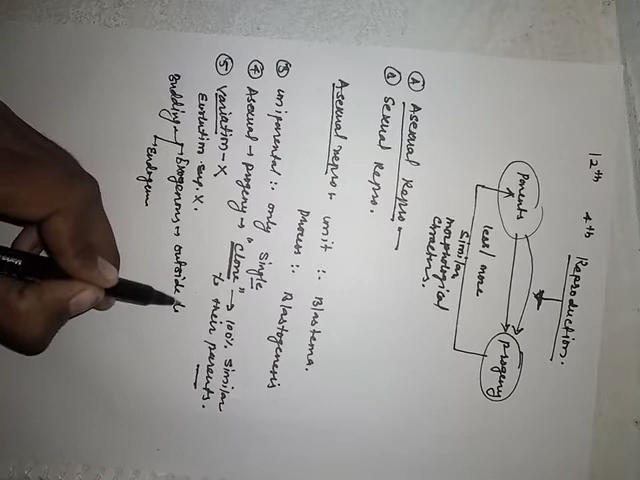 12th 4th Reproduction.
Parents
Progeny
less/more
Similar
morphological
characters.
① Asexual Repro –
② Sexual Repro.
Asexual repro → unit :- Blastema.
Process :- Blastogenesis
③ uniparental :- only Single
④ Asexual → progeny → "clone" → 100% similar
to their parents.
⑤ Variation – X
Evolution exp. X.
Budding → Exogenous → outside
→ Endogen